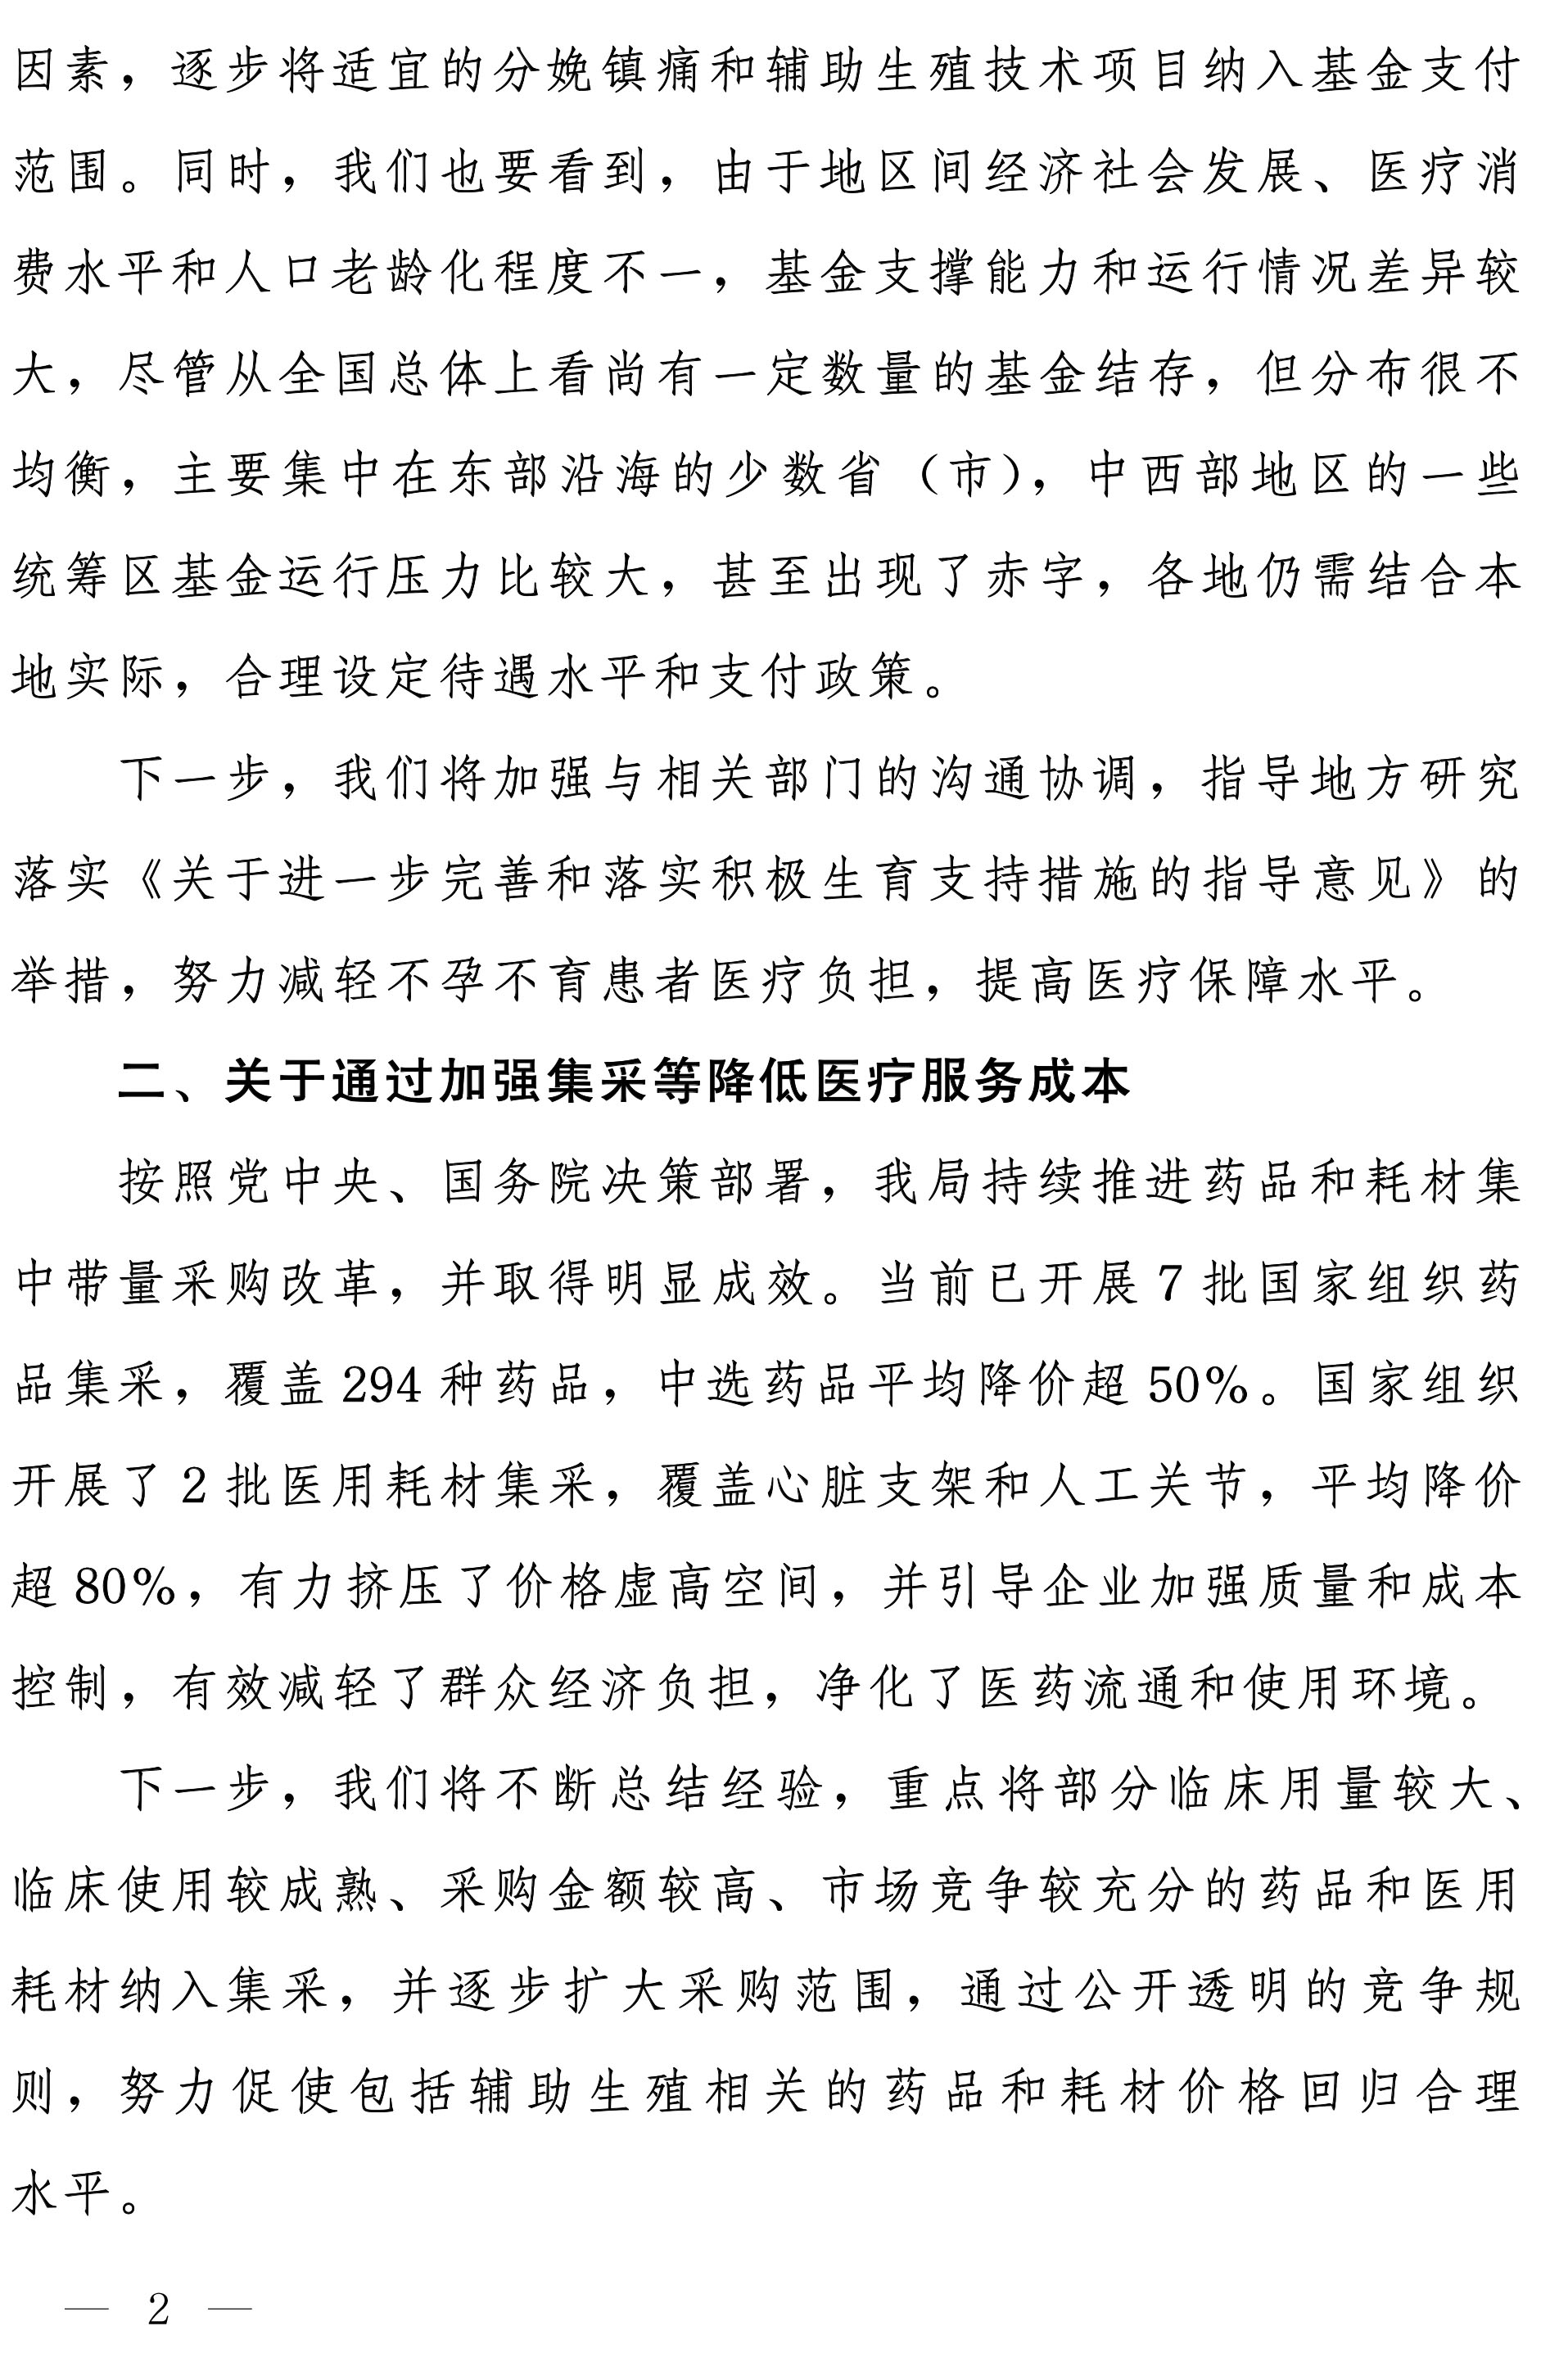 因素，逐步将适宜的分娩镇痛和辅助生殖技术项目纳入基金支付
范围。同时，我们也要看到，由于地区间经济社会发展、医疗消
费水平和人口老龄化程度不一，基金支撑能力和运行情况差异较
大，尽管从全国总体上看尚有一定数量的基金结存，但分布很不
均衡，主要集中在东部沿海的少数省（市），中西部地区的一些
统筹区基金运行压力比较大，甚至出现了赤字，各地仍需结合本
地实际，合理设定待遇水平和支付政策。
下一步，我们将加强与相关部门的沟通协调，指导地方研究
落实《关于进一步完善和落实积极生育支持措施的指导意见》的
举措，努力减轻不孕不育患者医疗负担，提高医疗保障水平。
二、关于通过加强集采等降低医疗服务成本
按照党中央、国务院决策部署，我局持续推进药品和耗材集
中带量采购改革，并取得明显成效。当前已开展 7 批国家组织药
品集采，覆盖 294 种药品，中选药品平均降价超 50%。国家组织
开展了 2 批医用耗材集采，覆盖心脏支架和人工关节，平均降价
超 80%，有力挤压了价格虚高空间，并引导企业加强质量和成本
控制，有效减轻了群众经济负担，净化了医药流通和使用环境。
下一步，我们将不断总结经验，重点将部分临床用量较大、
临床使用较成熟、采购金额较高、市场竞争较充分的药品和医用
耗材纳入集采，并逐步扩大采购范围，通过公开透明的竞争规
则，努力促使包括辅助生殖相关的药品和耗材价格回归合理
水平。
— 2 —